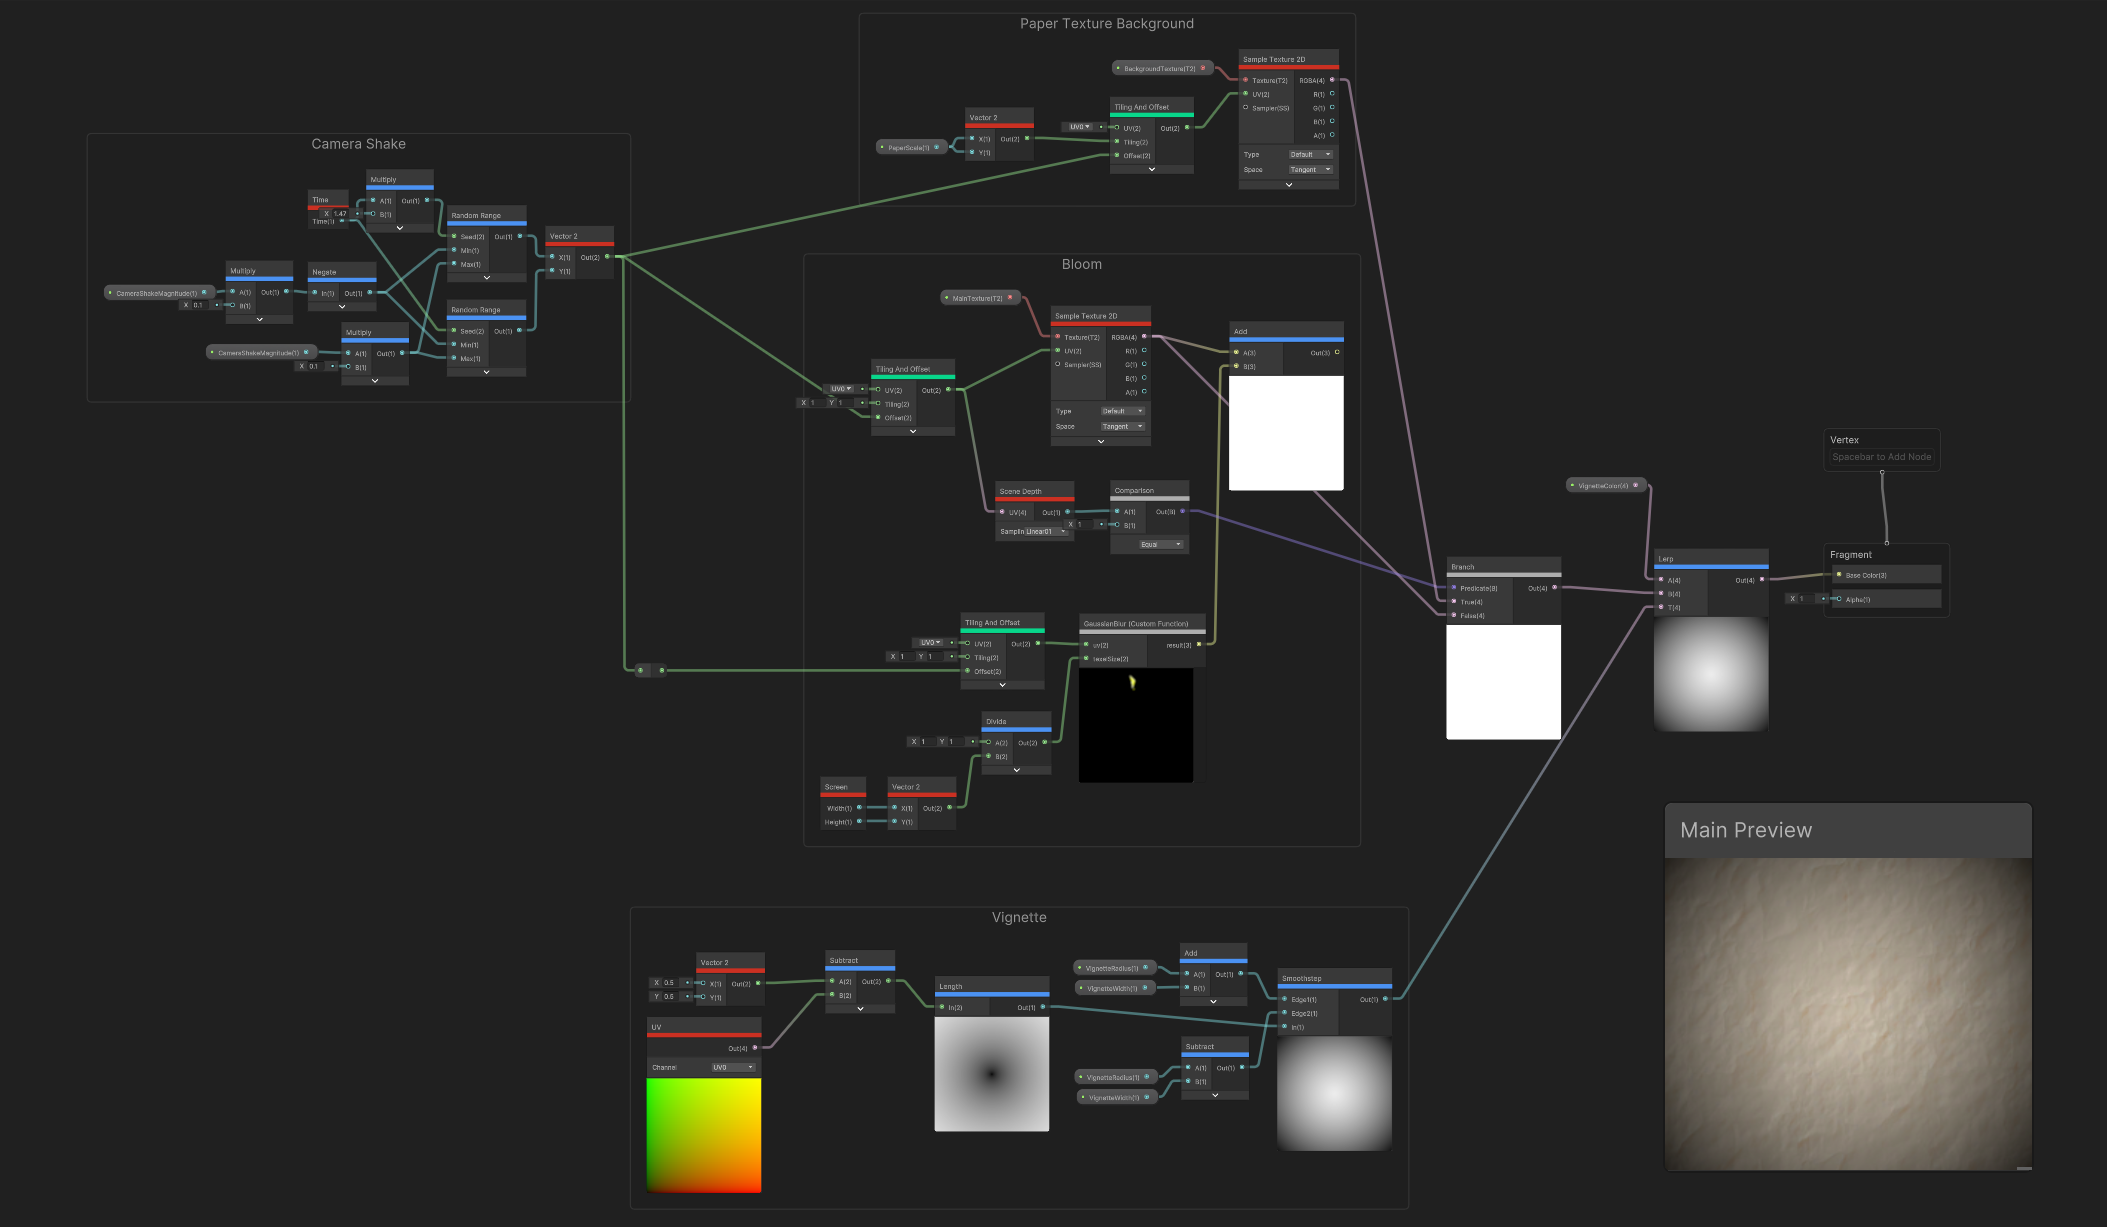 Paper Texture Background
BackgroundTexture(T2)
Sample Texture 2D
Texture(T2) RGBA(4)
UV(2) R(1)
Sampler(SS) G(1)
B(1)
A(1)
Type Default
Space Tangent
Tiling And Offset
UV0 UV(2) Out(2)
Tiling(2)
Offset(2)
Vector 2
PaperScale(1) X(1) Out(2)
Y(1)
Camera Shake
Multiply
Time
A(1) Out(1)
X 1.47 B(1)
Time(1)
Random Range
Seed(2) Out(1)
Min(1)
Max(1)
Vector 2
X(1) Out(2)
Y(1)
Multiply
CameraShakeMagnitude(1) A(1) Out(1)
X 0.1 B(1)
Negate
In(1) Out(1)
Random Range
Seed(2) Out(1)
Min(1)
Max(1)
Multiply
CameraShakeMagnitude(1) A(1) Out(1)
X 0.1 B(1)
Bloom
MainTexture(T2)
Sample Texture 2D
Texture(T2) RGBA(4)
UV(2) R(1)
Sampler(SS) G(1)
B(1)
A(1)
Type Default
Space Tangent
Add
A(3) Out(3)
B(3)
Tiling And Offset
UV0 UV(2) Out(2)
X 1 Y 1 Tiling(2)
Offset(2)
Scene Depth
UV(4) Out(1)
Samplin Linear01
Comparison
A(1) Out(B)
X 1 B(1)
Equal
Tiling And Offset
UV0 UV(2) Out(2)
X 1 Y 1 Tiling(2)
Offset(2)
GaussianBlur (Custom Function)
uv(2) result(3)
texelSize(2)
Divide
X 1 Y 1 A(2) Out(2)
B(2)
Screen
Width(1)
Height(1)
Vector 2
X(1) Out(2)
Y(1)
Vertex
Spacebar to Add Node
VignetteColor(4)
Branch
Predicate(B) Out(4)
True(4)
False(4)
Lerp
A(4) Out(4)
B(4)
T(4)
Fragment
Base Color(3)
X 1 Alpha(1)
Main Preview
Vignette
Vector 2
X 0.5 X(1) Out(2)
Y 0.5 Y(1)
UV
Out(4)
Channel UV0
Subtract
A(2) Out(2)
B(2)
Length
In(2) Out(1)
Add
VignetteRadius(1) A(1) Out(1)
VignetteWidth(1) B(1)
Smoothstep
Edge1(1) Out(1)
Edge2(1)
In(1)
Subtract
VignetteRadius(1) A(1) Out(1)
VignetteWidth(1) B(1)